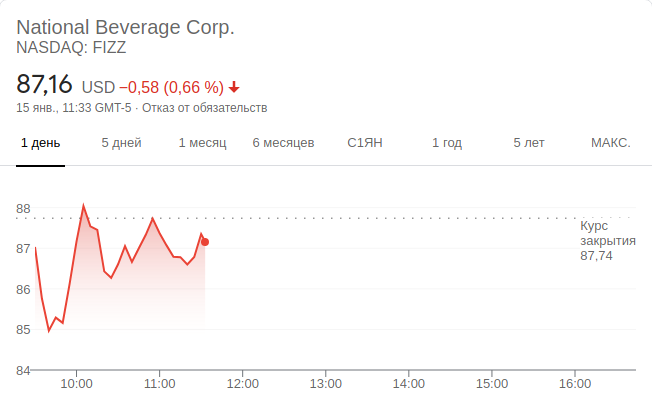 National Beverage Corp.
NASDAQ: FIZZ
87,16 USD −0,58 (0,66 %)
15 янв., 11:33 GMT-5 · Отказ от обязательств
1 день 5 дней 1 месяц 6 месяцев С1ЯН 1 год 5 лет МАКС.
88
Курс
закрытия
87,74
87
86
85
84
10:00 11:00 12:00 13:00 14:00 15:00 16:00